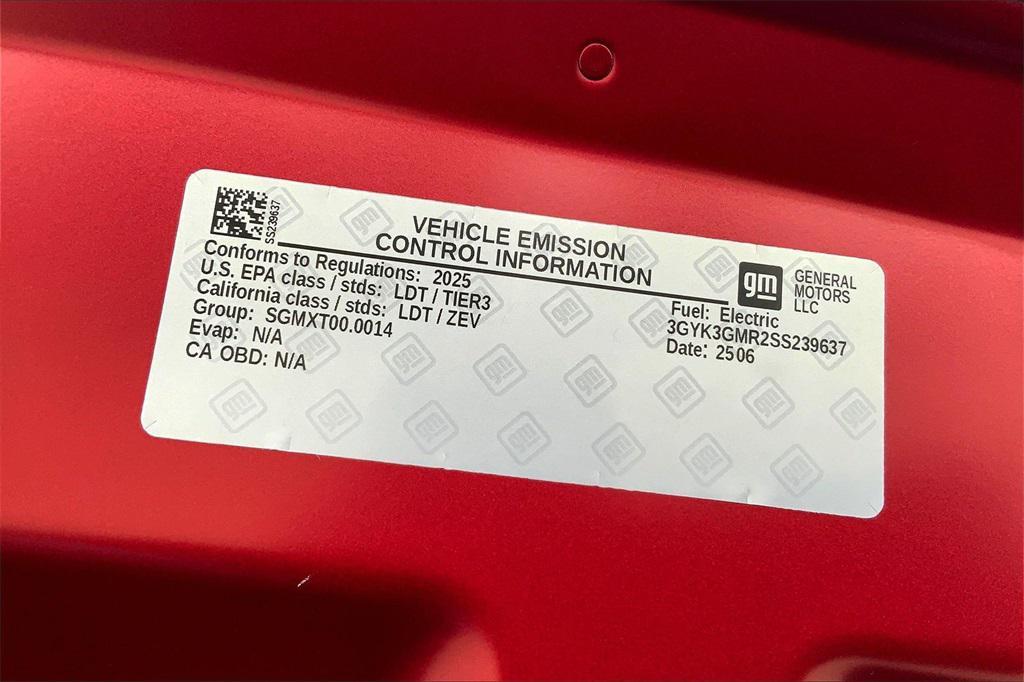 SS239637
VEHICLE EMISSION
CONTROL INFORMATION
gm
GENERAL
MOTORS
LLC
Conforms to Regulations: 2025
U.S. EPA class / stds: LDT / TIER3
California class / stds: LDT / ZEV
Group: SGMXT00.0014
Evap: N/A
CA OBD: N/A
Fuel: Electric
3GYK3GMR2SS239637
Date: 2506